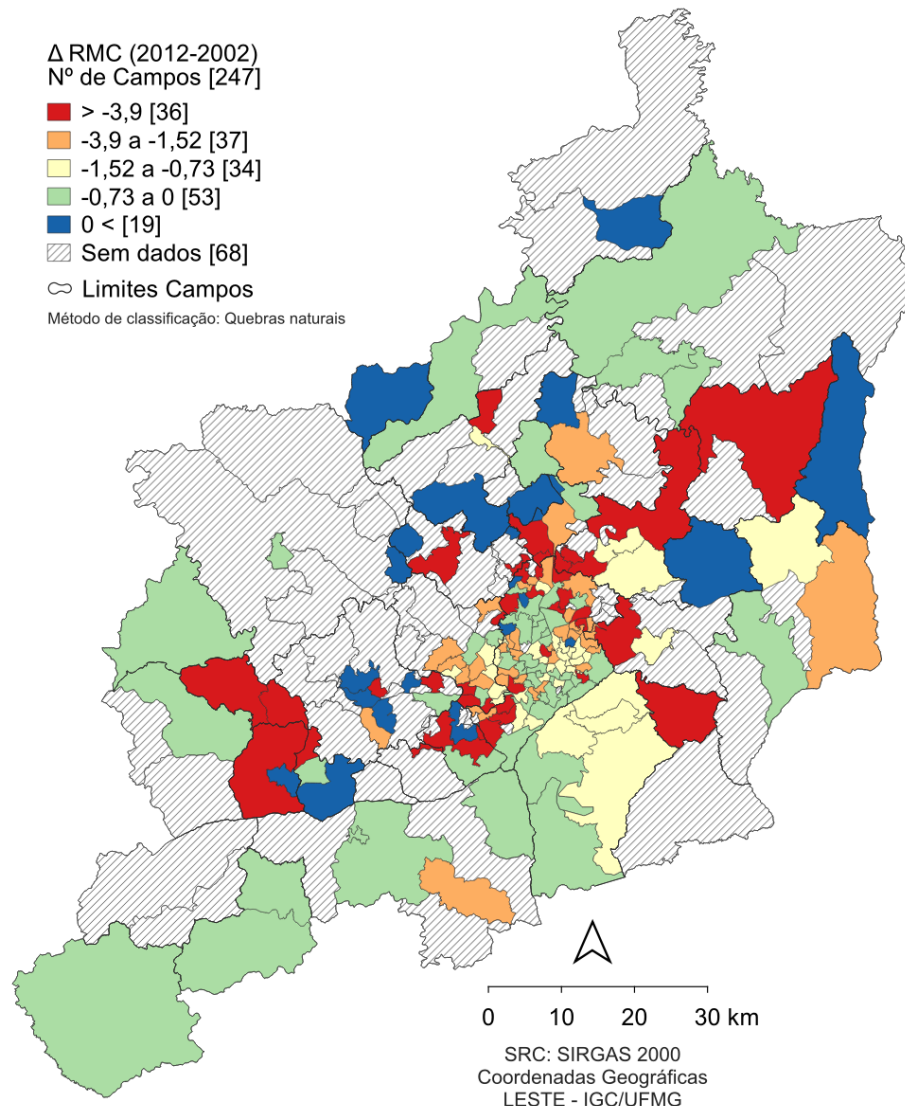 Δ RMC (2012-2002)
Nº de Campos [247]
> -3,9 [36]
-3,9 a -1,52 [37]
-1,52 a -0,73 [34]
-0,73 a 0 [53]
0 < [19]
Sem dados [68]
Limites Campos
Método de classificação: Quebras naturais
0 10 20 30 km
SRC: SIRGAS 2000
Coordenadas Geográficas
LESTE - IGC/UFMG